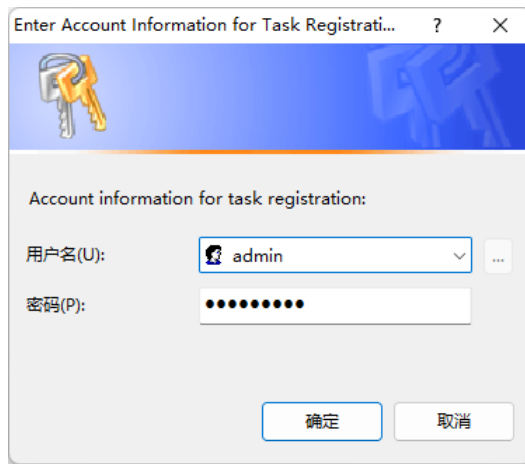 Enter Account Information for Task Registrati... ?
Account information for task registration:
用户名(U): admin ...
密码(P): ●●●●●●●●●
确定 取消